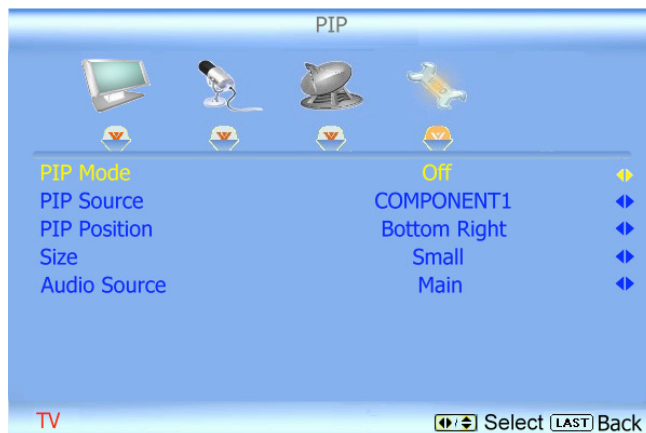 PIP
PIP Mode Off
PIP Source COMPONENT1
PIP Position Bottom Right
Size Small
Audio Source Main
TV Select LAST Back